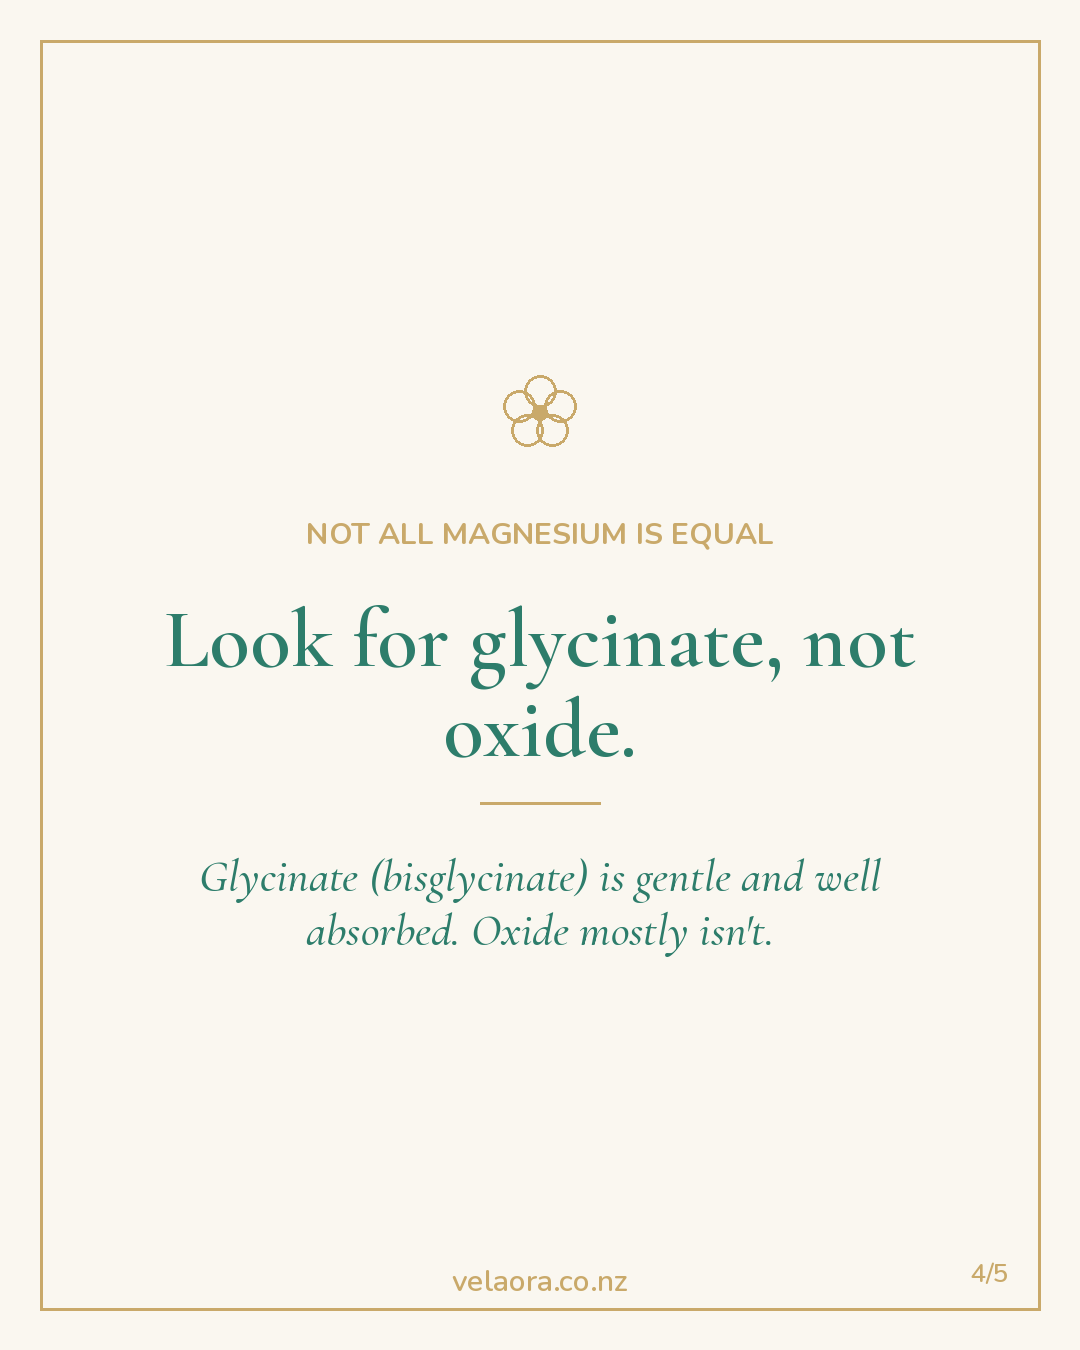 NOT ALL MAGNESIUM IS EQUAL
Look for glycinate, not
oxide.
Glycinate (bisglycinate) is gentle and well
absorbed. Oxide mostly isn't.
velaora.co.nz
4/5